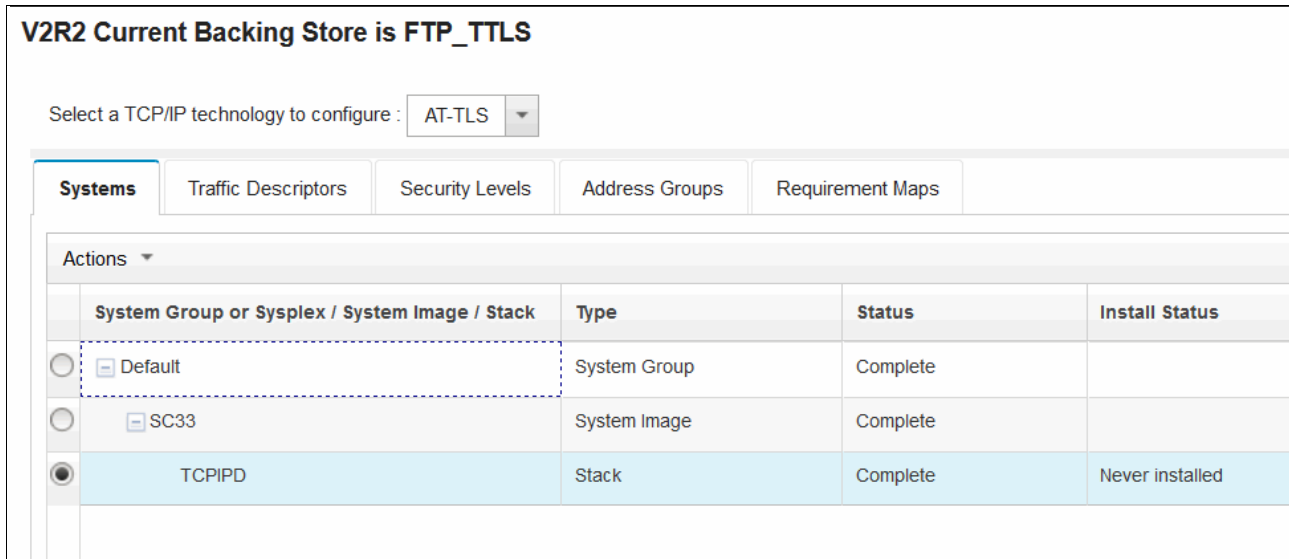 V2R2 Current Backing Store is FTP_TTLS
Select a TCP/IP technology to configure : AT-TLS
Systems Traffic Descriptors Security Levels Address Groups Requirement Maps
Actions
System Group or Sysplex / System Image / Stack Type Status Install Status
Default System Group Complete
SC33 System Image Complete
TCPIPD Stack Complete Never installed